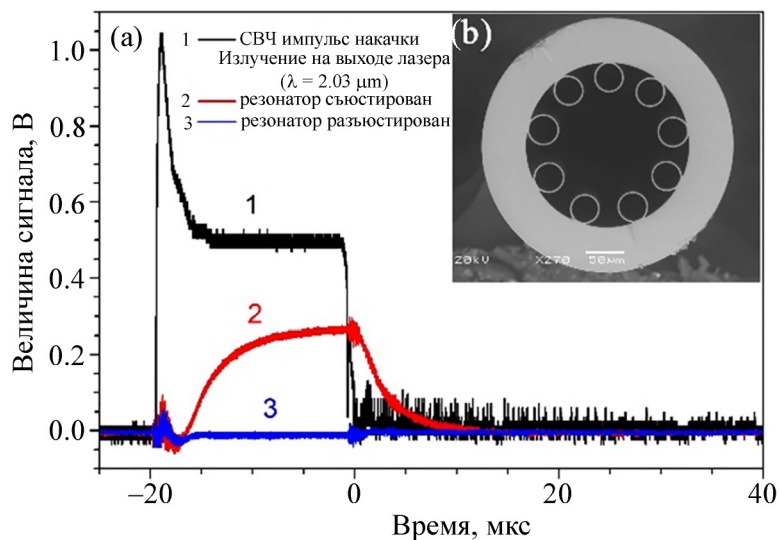 (a)
1 СВЧ импульс накачки
Излучение на выходе лазера
(λ = 2.03 μm)
2 резонатор съюстирован
3 резонатор разъюстирован
(b)
20kV X270 50μm
Величина сигнала, В
1.0
0.8
0.6
0.4
0.2
0.0
1
2
3
–20 0 20 40
Время, мкс